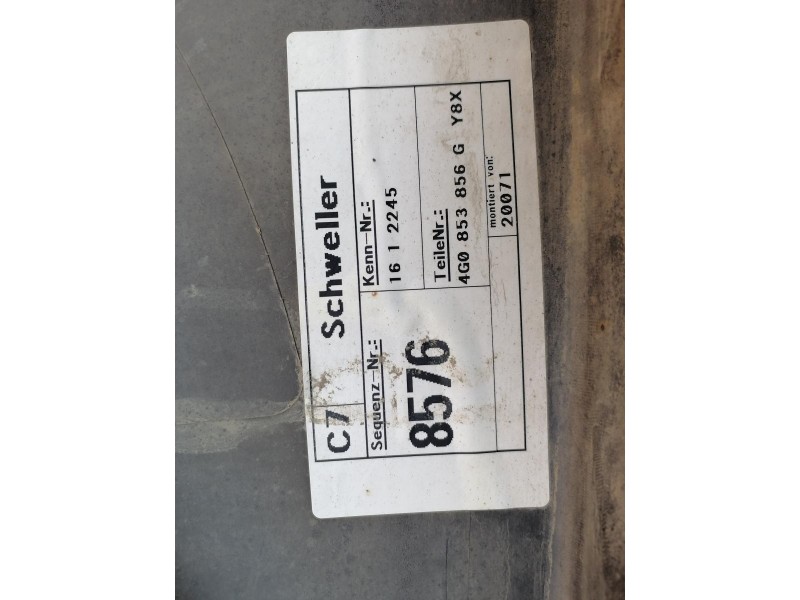 C7 Schweller
Sequenz-Nr.:
8576
Kenn-Nr.:
16 1 2245
TeileNr.:
4G0 853 856 G Y8X
montiert von:
20071